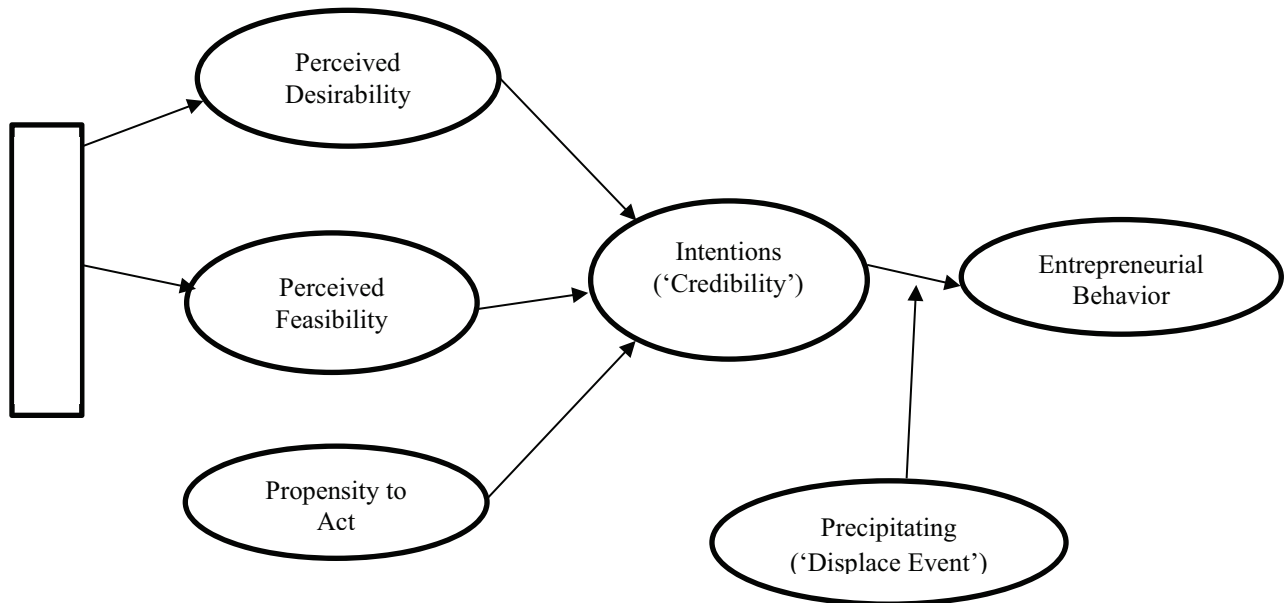 Perceived
Desirability
Perceived
Feasibility
Propensity to
Act
Intentions
(‘Credibility’)
Entrepreneurial
Behavior
Precipitating
(‘Displace Event’)